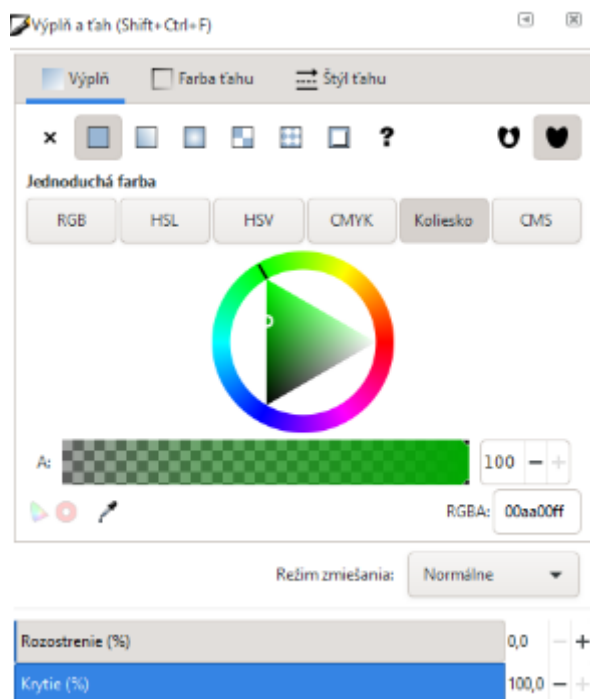 Výplň a ťah (Shift+Ctrl+F)
Výplň Farba ťahu Štýl ťahu
?
Jednoduchá farba
RGB HSL HSV CMYK Koliesko CMS
A: 100
RGBA: 00aa00ff
Režim zmiešania: Normálne
Rozostrenie (%) 0,0
Krytie (%) 100,0